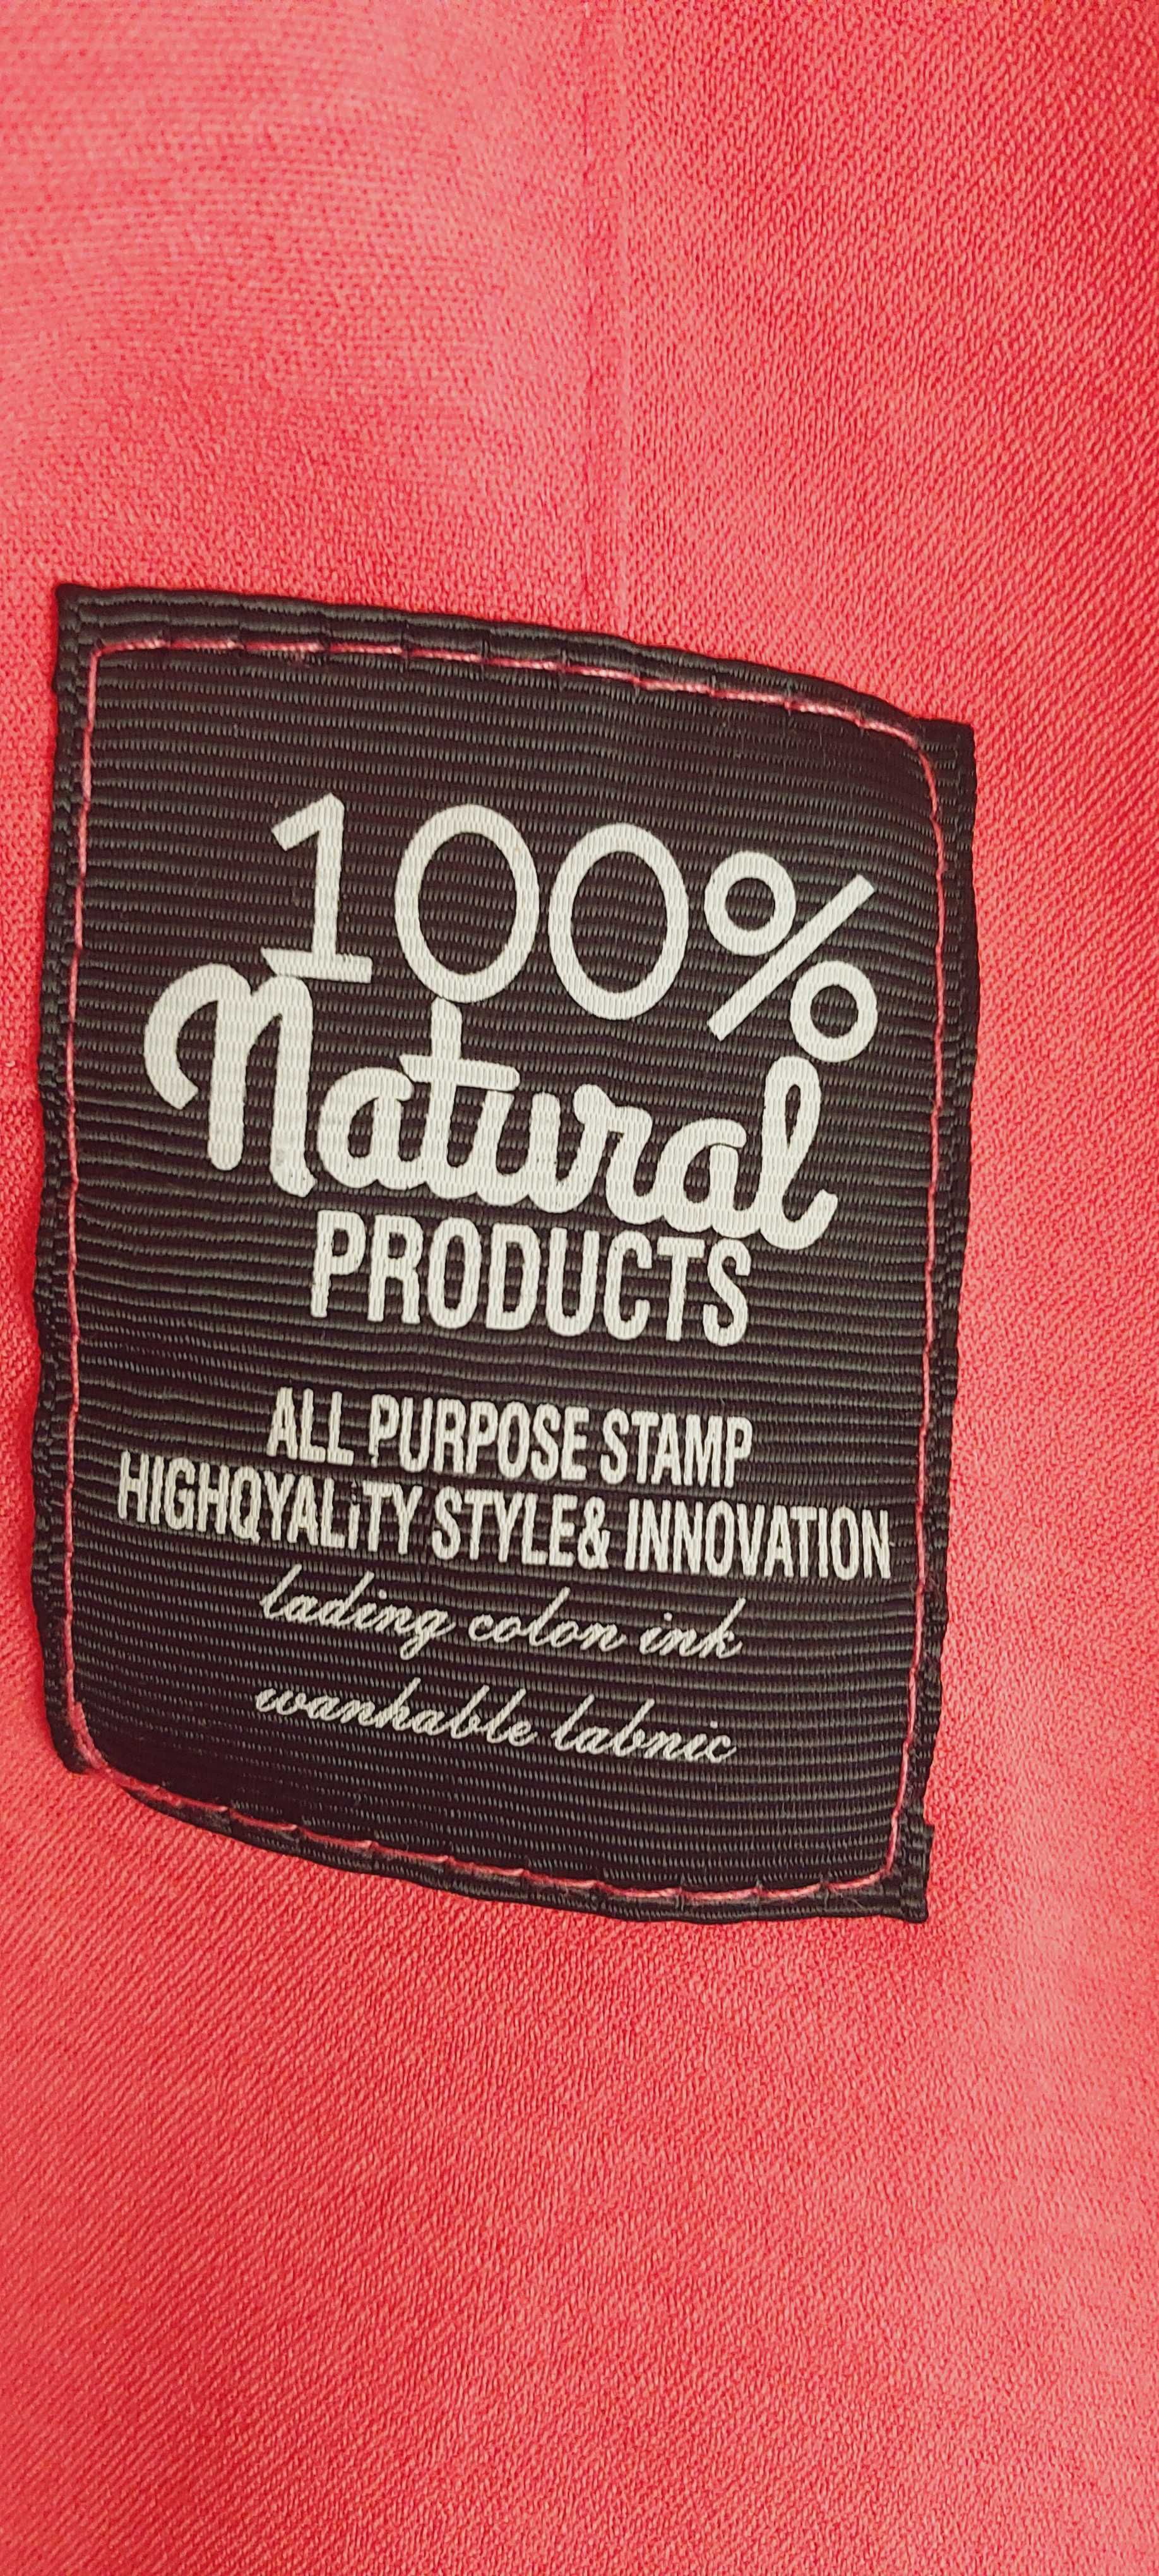 100%
Natural
PRODUCTS
ALL PURPOSE STAMP
HIGHQYALiTY STYLE& INNOVATION
lading colon ink
wanhable labnic